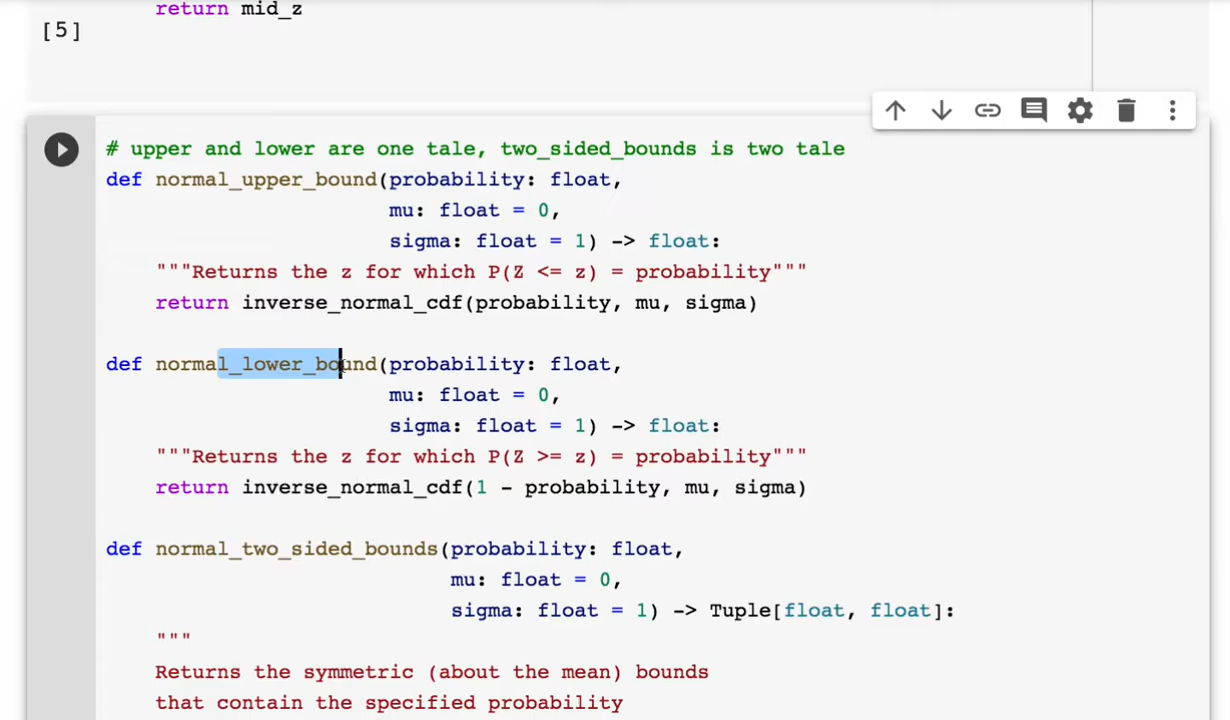 return mid_z
[5]
# upper and lower are one tale, two_sided_bounds is two tale
def normal_upper_bound(probability: float,
mu: float = 0,
sigma: float = 1) -> float:
"""Returns the z for which P(Z <= z) = probability"""
return inverse_normal_cdf(probability, mu, sigma)
def normal_lower_bound(probability: float,
mu: float = 0,
sigma: float = 1) -> float:
"""Returns the z for which P(Z >= z) = probability"""
return inverse_normal_cdf(1 - probability, mu, sigma)
def normal_two_sided_bounds(probability: float,
mu: float = 0,
sigma: float = 1) -> Tuple[float, float]:
"""
Returns the symmetric (about the mean) bounds
that contain the specified probability